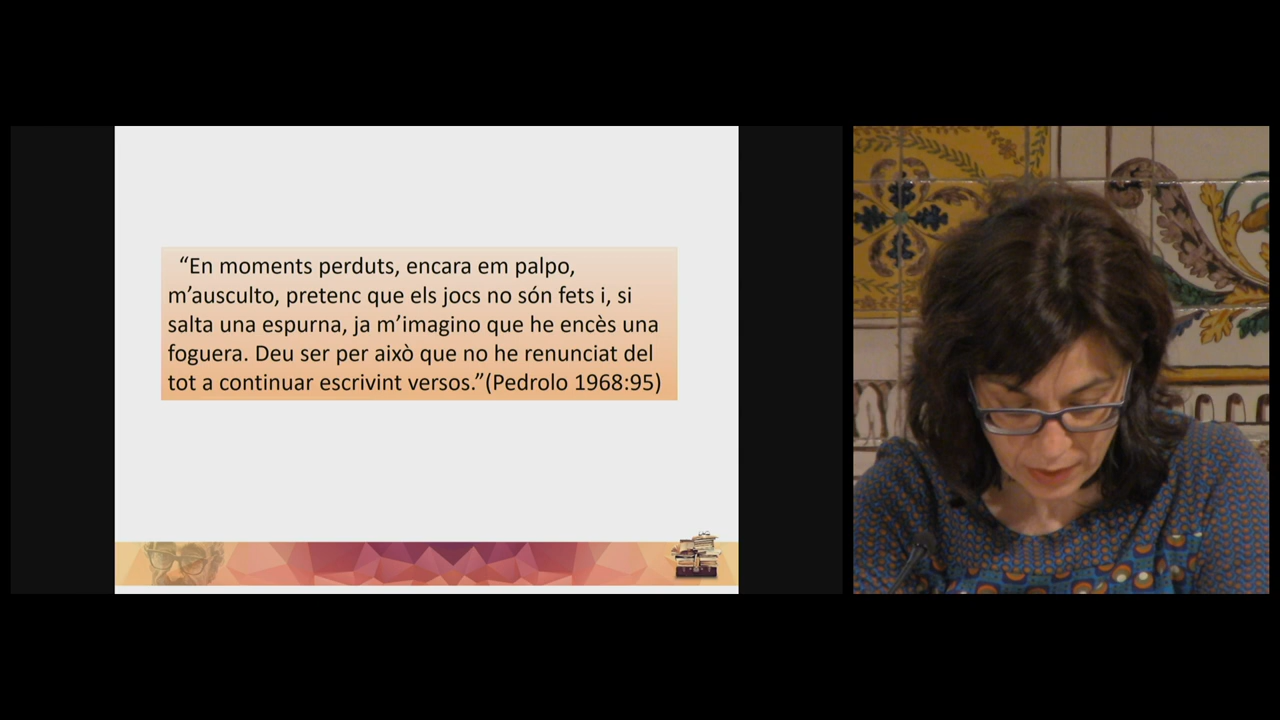 “En moments perduts, encara em palpo,
m’ausculto, pretenc que els jocs no són fets i, si
salta una espurna, ja m’imagino que he encès una
foguera. Deu ser per això que no he renunciat del
tot a continuar escrivint versos.”(Pedrolo 1968:95)